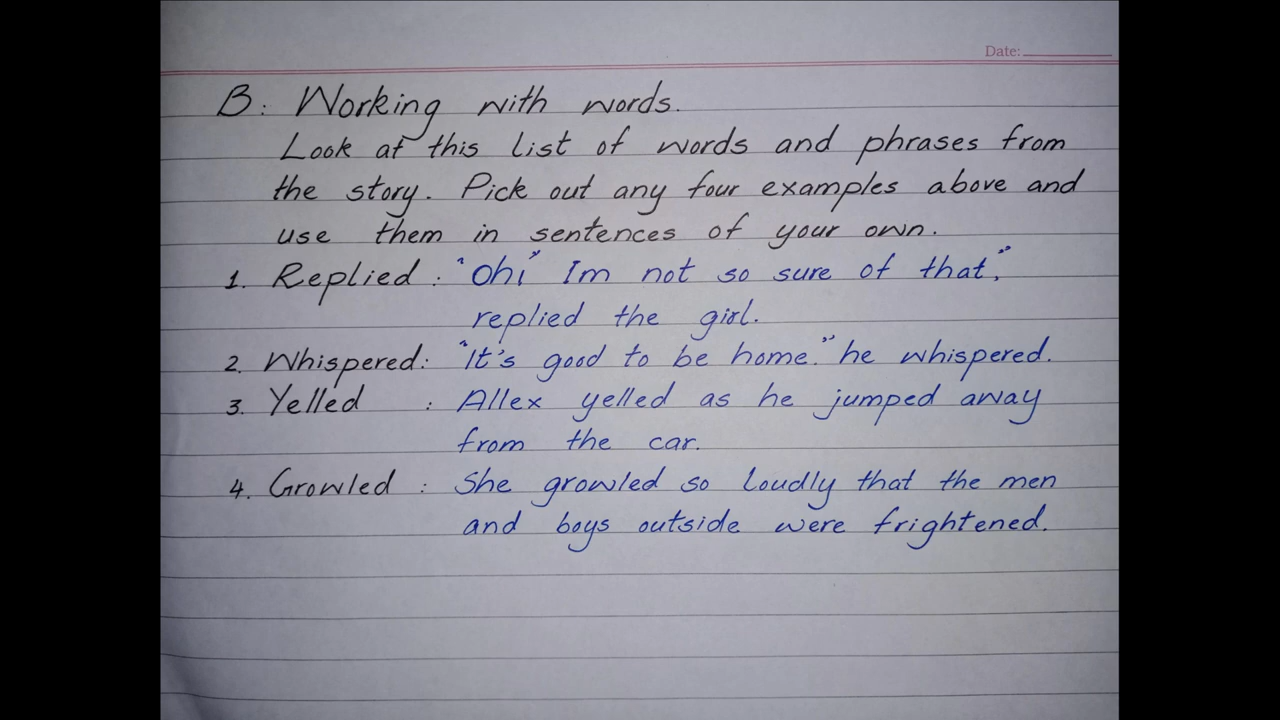 Date:
B: Working with words.
Look at this list of words and phrases from
the story. Pick out any four examples above and
use them in sentences of your own.
1. Replied : "Ohi" Im not so sure of that,"
replied the girl.
2. Whispered: "It's good to be home." he whispered.
3. Yelled : Allex yelled as he jumped away
from the car.
4. Growled : She growled so loudly that the men
and boys outside were frightened.